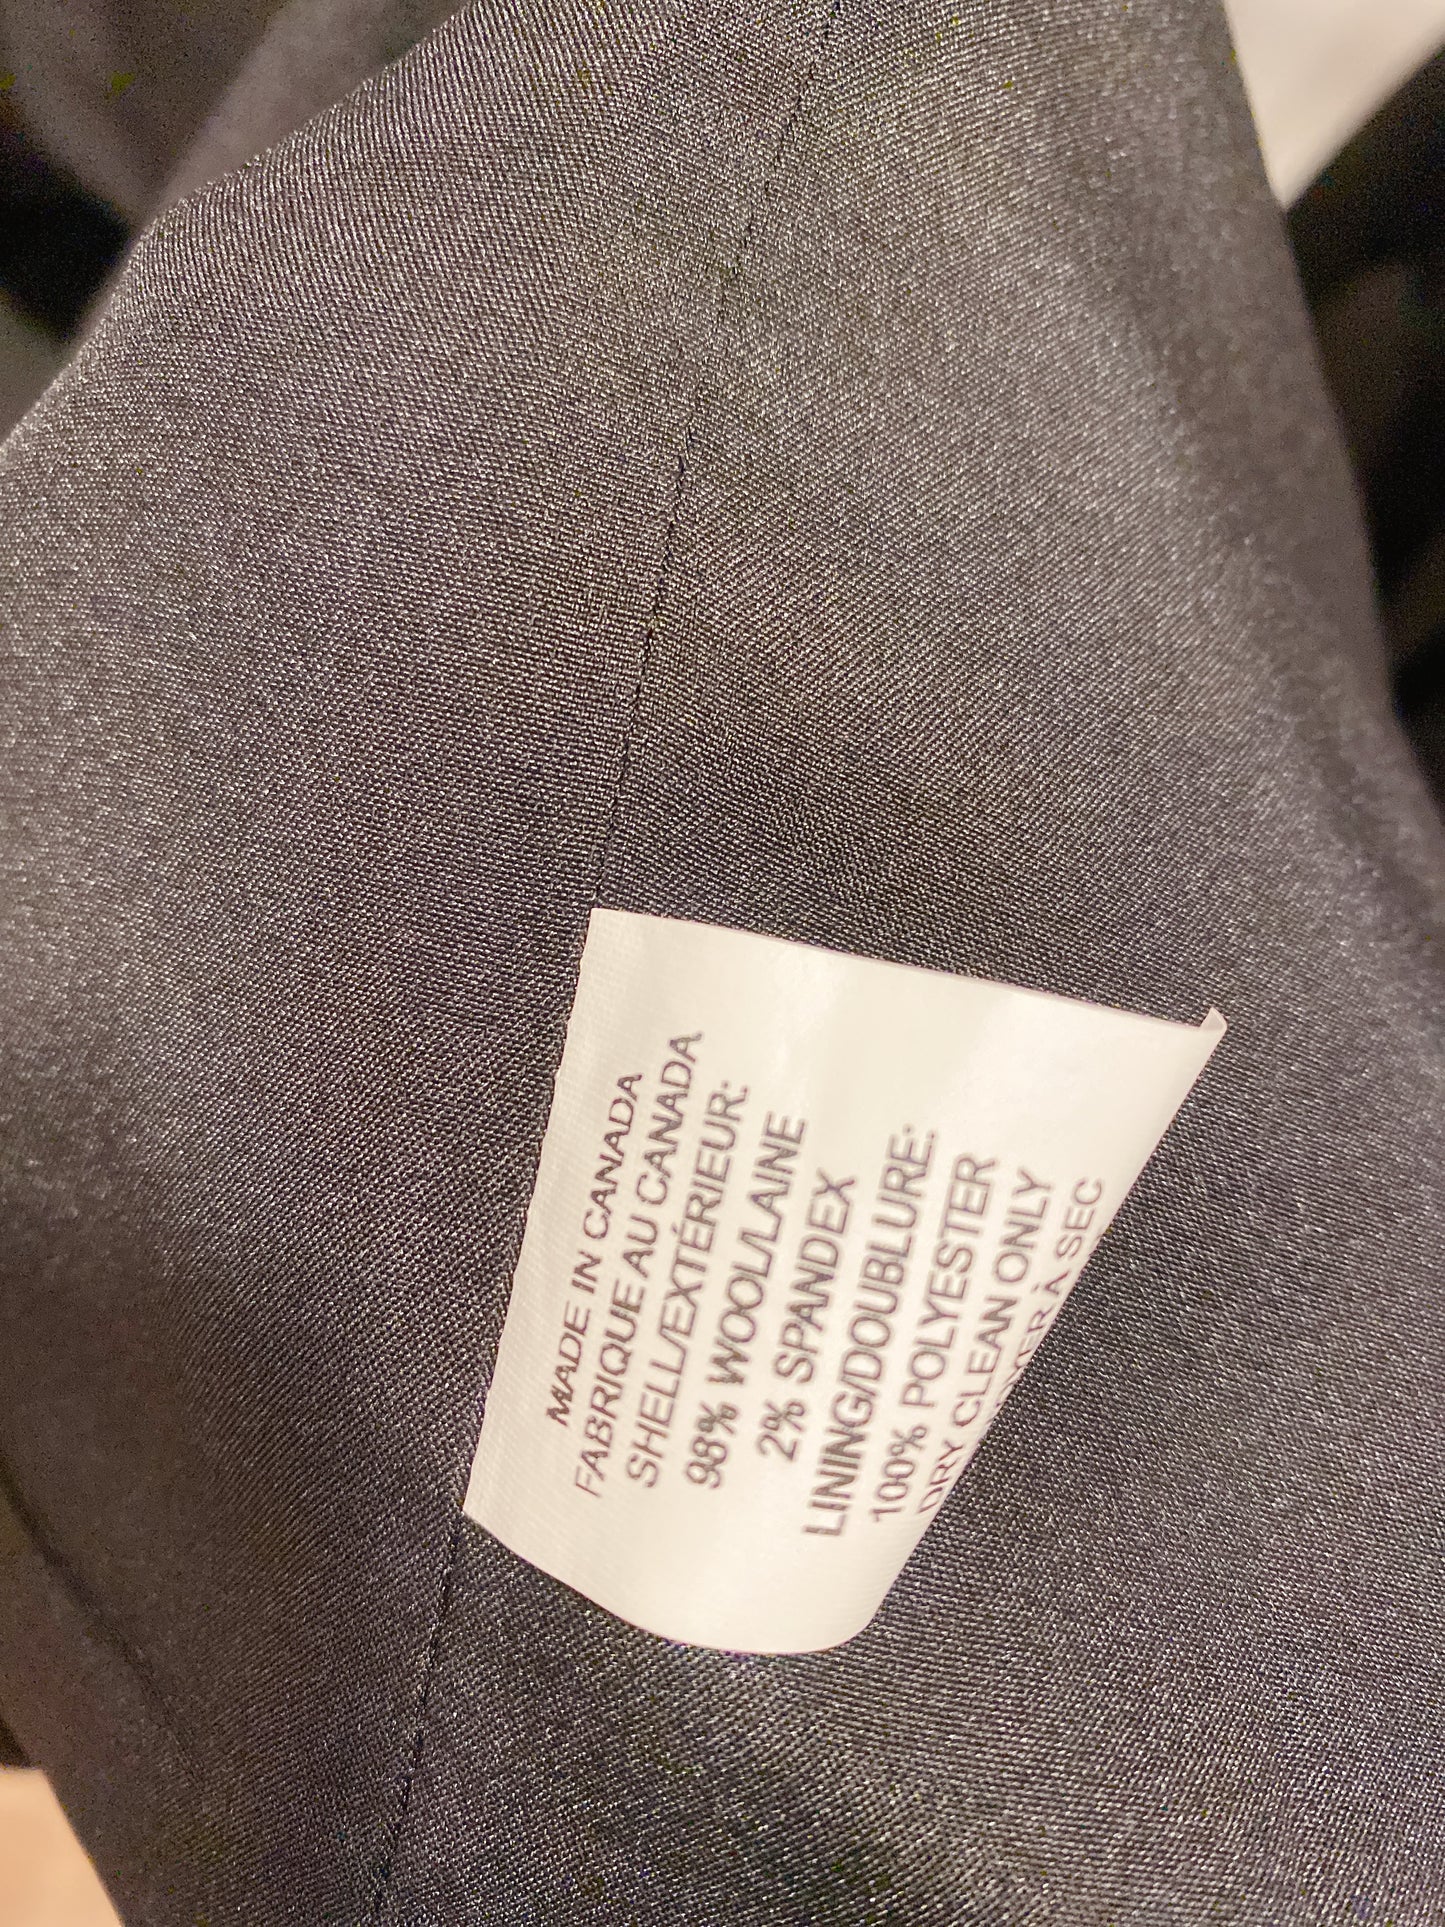 MADE IN CANADA
FABRIQUE AU CANADA
SHELL/EXTÉRIEUR:
98% WOOL/LAINE
2% SPANDEX
LINING/DOUBLURE:
100% POLYESTER
DRY CLEAN ONLY
À SEC